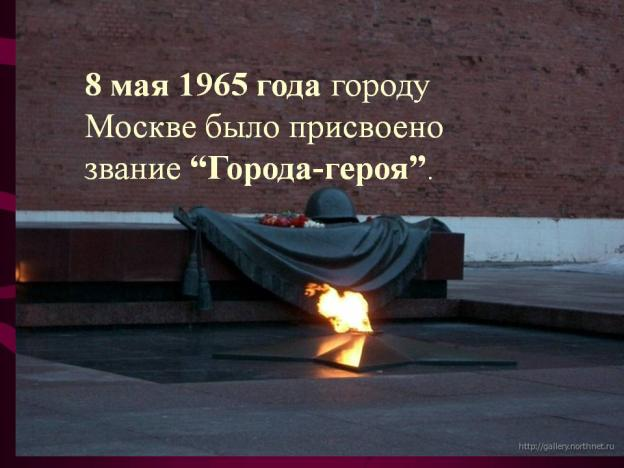 8 мая 1965 года городу
Москве было присвоено
звание “Города-героя”.
http://gallery.northnet.ru